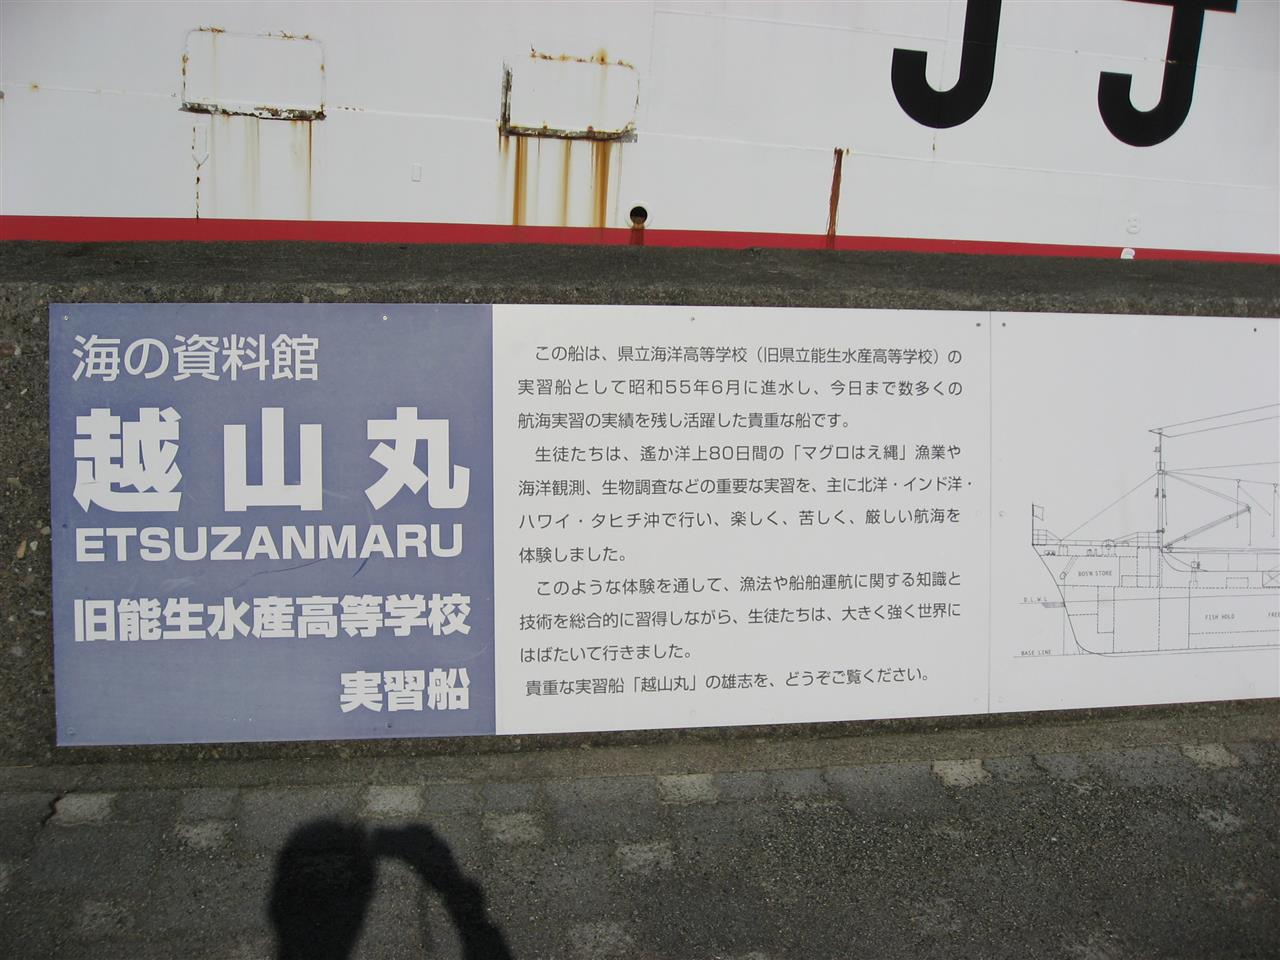 JJ
海の資料館
越山丸
ETSUZANMARU
旧能生水産高等学校
実習船
この船は、県立海洋高等学校（旧県立能生水産高等学校）の
実習船として昭和55年6月に進水し、今日まで数多くの
航海実習の実績を残し活躍した貴重な船です。
生徒たちは、遙か洋上80日間の「マグロはえ縄」漁業や
海洋観測、生物調査などの重要な実習を、主に北洋・インド洋・
ハワイ・タヒチ沖で行い、楽しく、苦しく、厳しい航海を
体験しました。
このような体験を通して、漁法や船舶運航に関する知識と
技術を総合的に習得しながら、生徒たちは、大きく強く世界に
はばたいて行きました。
貴重な実習船「越山丸」の雄志を、どうぞご覧ください。
BOS'N STORE
D.L.W.L
FISH HOLD
FREE
BASE LINE